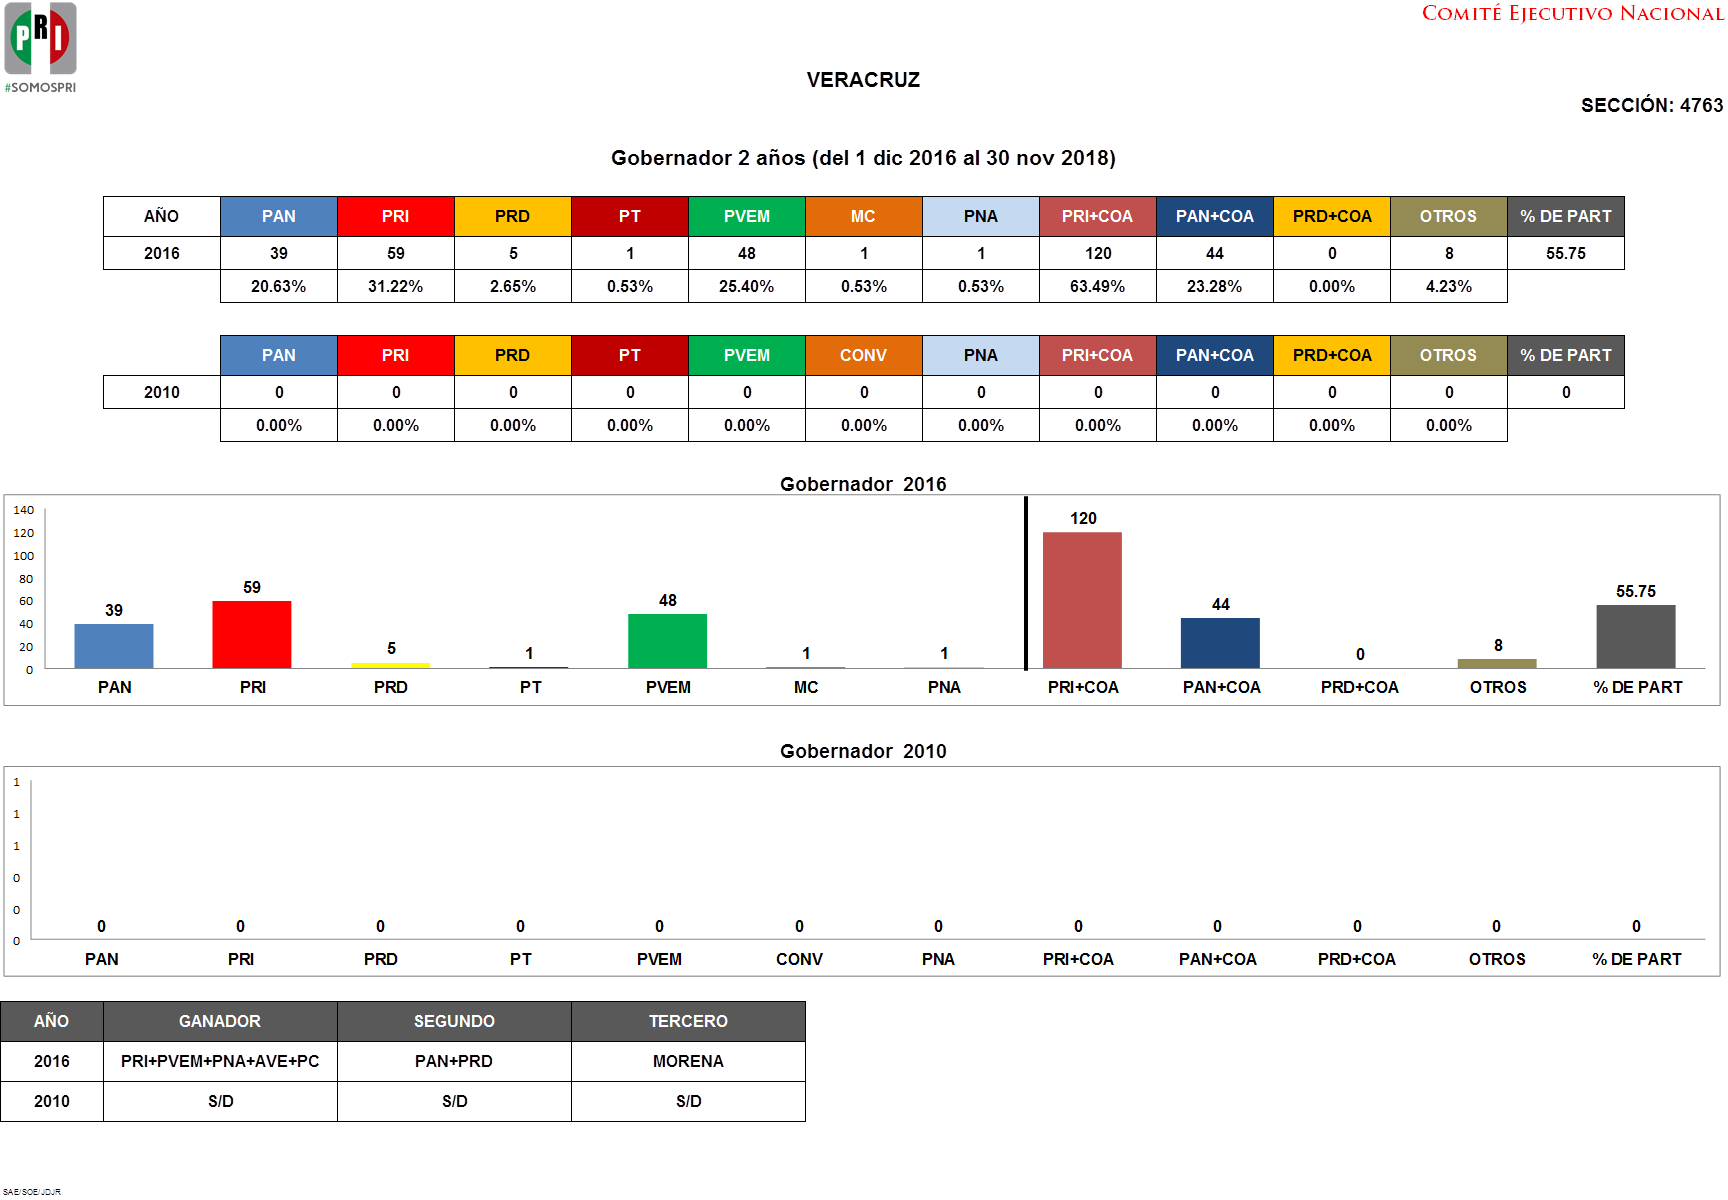 COMITÉ EJECUTIVO NACIONAL
PRI
#SOMOSPRI
VERACRUZ
SECCIÓN: 4763
Gobernador 2 años (del 1 dic 2016 al 30 nov 2018)
AÑO PAN PRI PRD PT PVEM MC PNA PRI+COA PAN+COA PRD+COA OTROS % DE PART
2016 39 59 5 1 48 1 1 120 44 0 8 55.75
20.63% 31.22% 2.65% 0.53% 25.40% 0.53% 0.53% 63.49% 23.28% 0.00% 4.23%
PAN PRI PRD PT PVEM CONV PNA PRI+COA PAN+COA PRD+COA OTROS % DE PART
2010 0 0 0 0 0 0 0 0 0 0 0 0
0.00% 0.00% 0.00% 0.00% 0.00% 0.00% 0.00% 0.00% 0.00% 0.00% 0.00%
Gobernador 2016
140
120
100
80
60
40
20
0
39 59 5 1 48 1 1 120 44 0 8 55.75
PAN PRI PRD PT PVEM MC PNA PRI+COA PAN+COA PRD+COA OTROS % DE PART
Gobernador 2010
1
1
1
0
0
0
0 0 0 0 0 0 0 0 0 0 0 0
PAN PRI PRD PT PVEM CONV PNA PRI+COA PAN+COA PRD+COA OTROS % DE PART
AÑO GANADOR SEGUNDO TERCERO
2016 PRI+PVEM+PNA+AVE+PC PAN+PRD MORENA
2010 S/D S/D S/D
SAE/SOE/JDJR